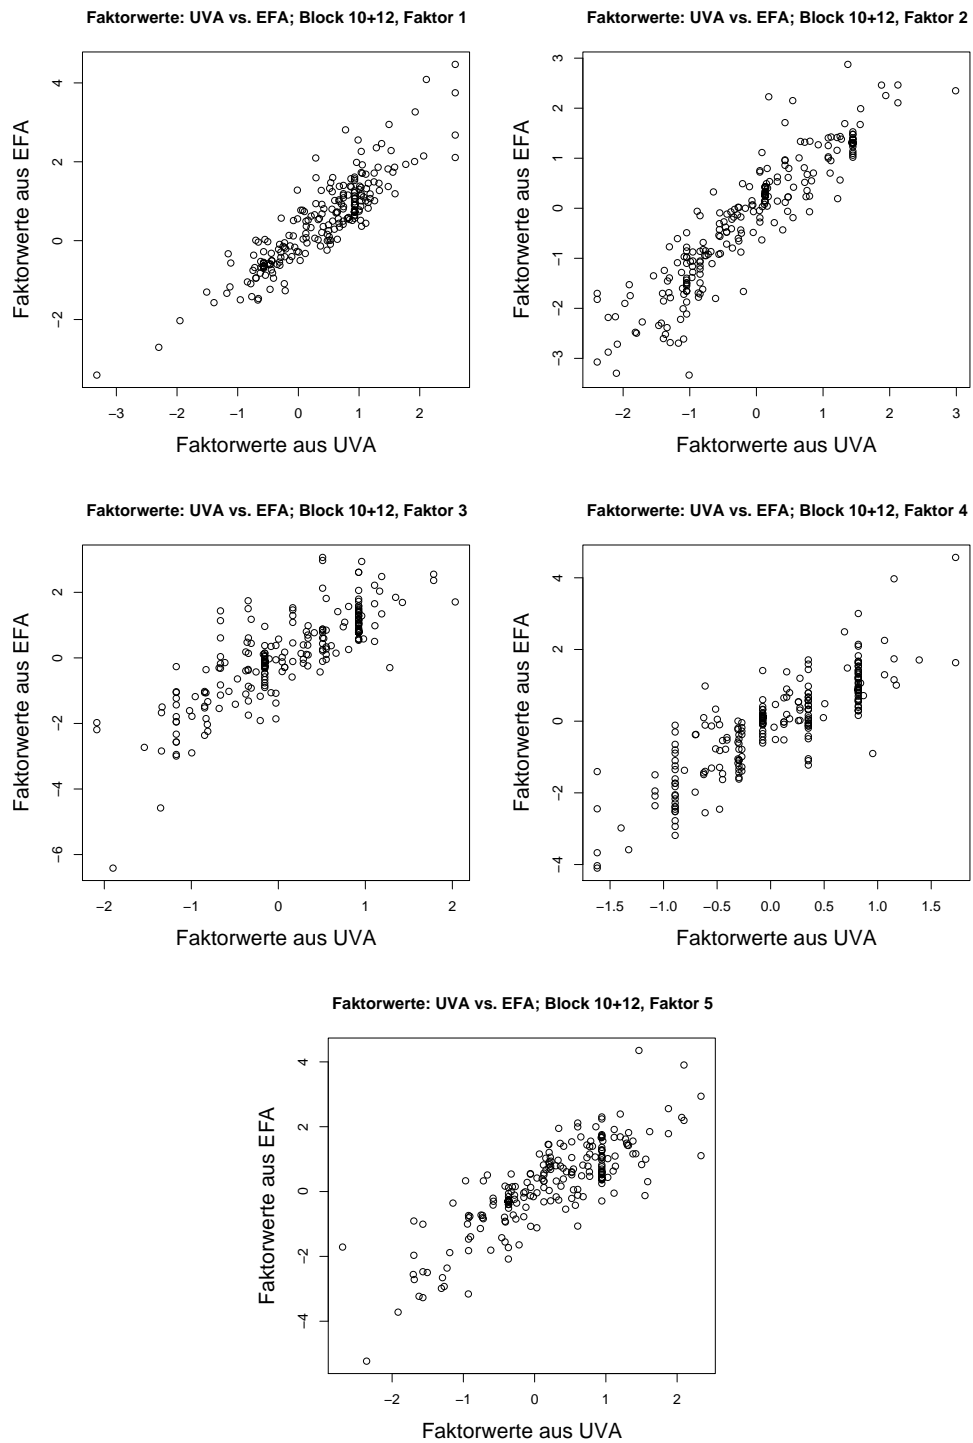 Faktorwerte: UVA vs. EFA; Block 10+12, Faktor 1
4
2
0
−2
Faktorwerte aus EFA
−3 −2 −1 0 1 2
Faktorwerte aus UVA
Faktorwerte: UVA vs. EFA; Block 10+12, Faktor 2
3
2
1
0
−1
−2
−3
Faktorwerte aus EFA
−2 −1 0 1 2 3
Faktorwerte aus UVA
Faktorwerte: UVA vs. EFA; Block 10+12, Faktor 3
2
0
−2
−4
−6
Faktorwerte aus EFA
−2 −1 0 1 2
Faktorwerte aus UVA
Faktorwerte: UVA vs. EFA; Block 10+12, Faktor 4
4
2
0
−2
−4
Faktorwerte aus EFA
−1.5 −1.0 −0.5 0.0 0.5 1.0 1.5
Faktorwerte aus UVA
Faktorwerte: UVA vs. EFA; Block 10+12, Faktor 5
4
2
0
−2
−4
Faktorwerte aus EFA
−2 −1 0 1 2
Faktorwerte aus UVA